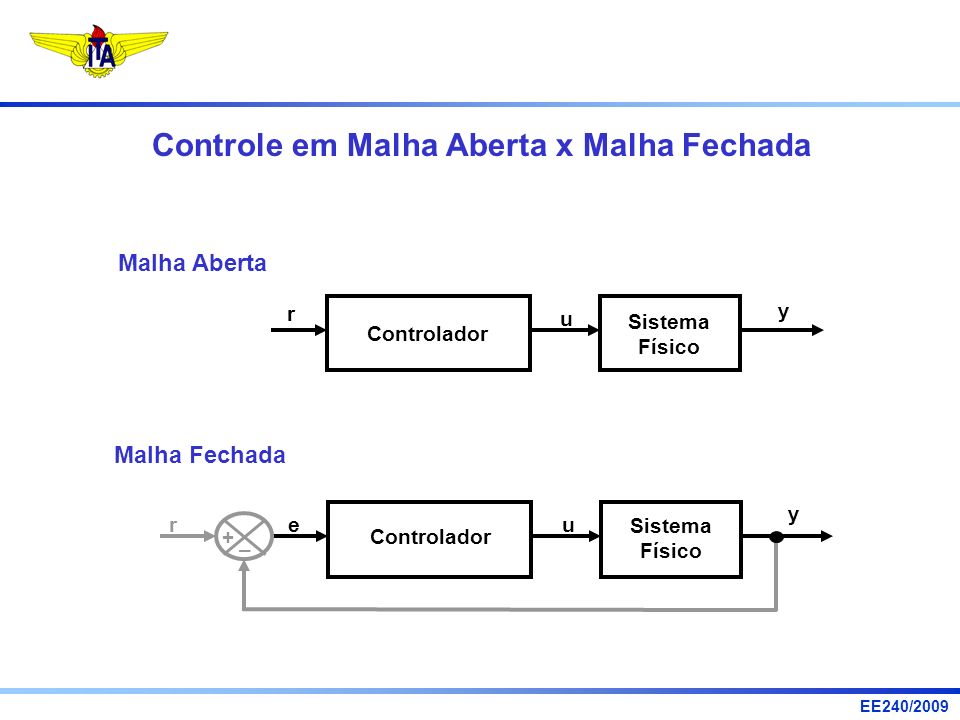 ITA
Controle em Malha Aberta x Malha Fechada
Malha Aberta
r
Controlador
u
Sistema
Físico
y
Malha Fechada
r
+
–
e
Controlador
u
Sistema
Físico
y
EE240/2009